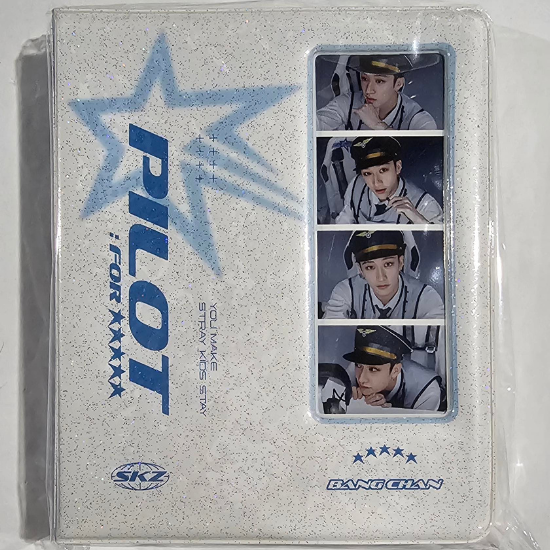 PILOT
: FOR ★★★★★
YOU MAKE
STRAY KIDS STAY
SKZ
BANG CHAN